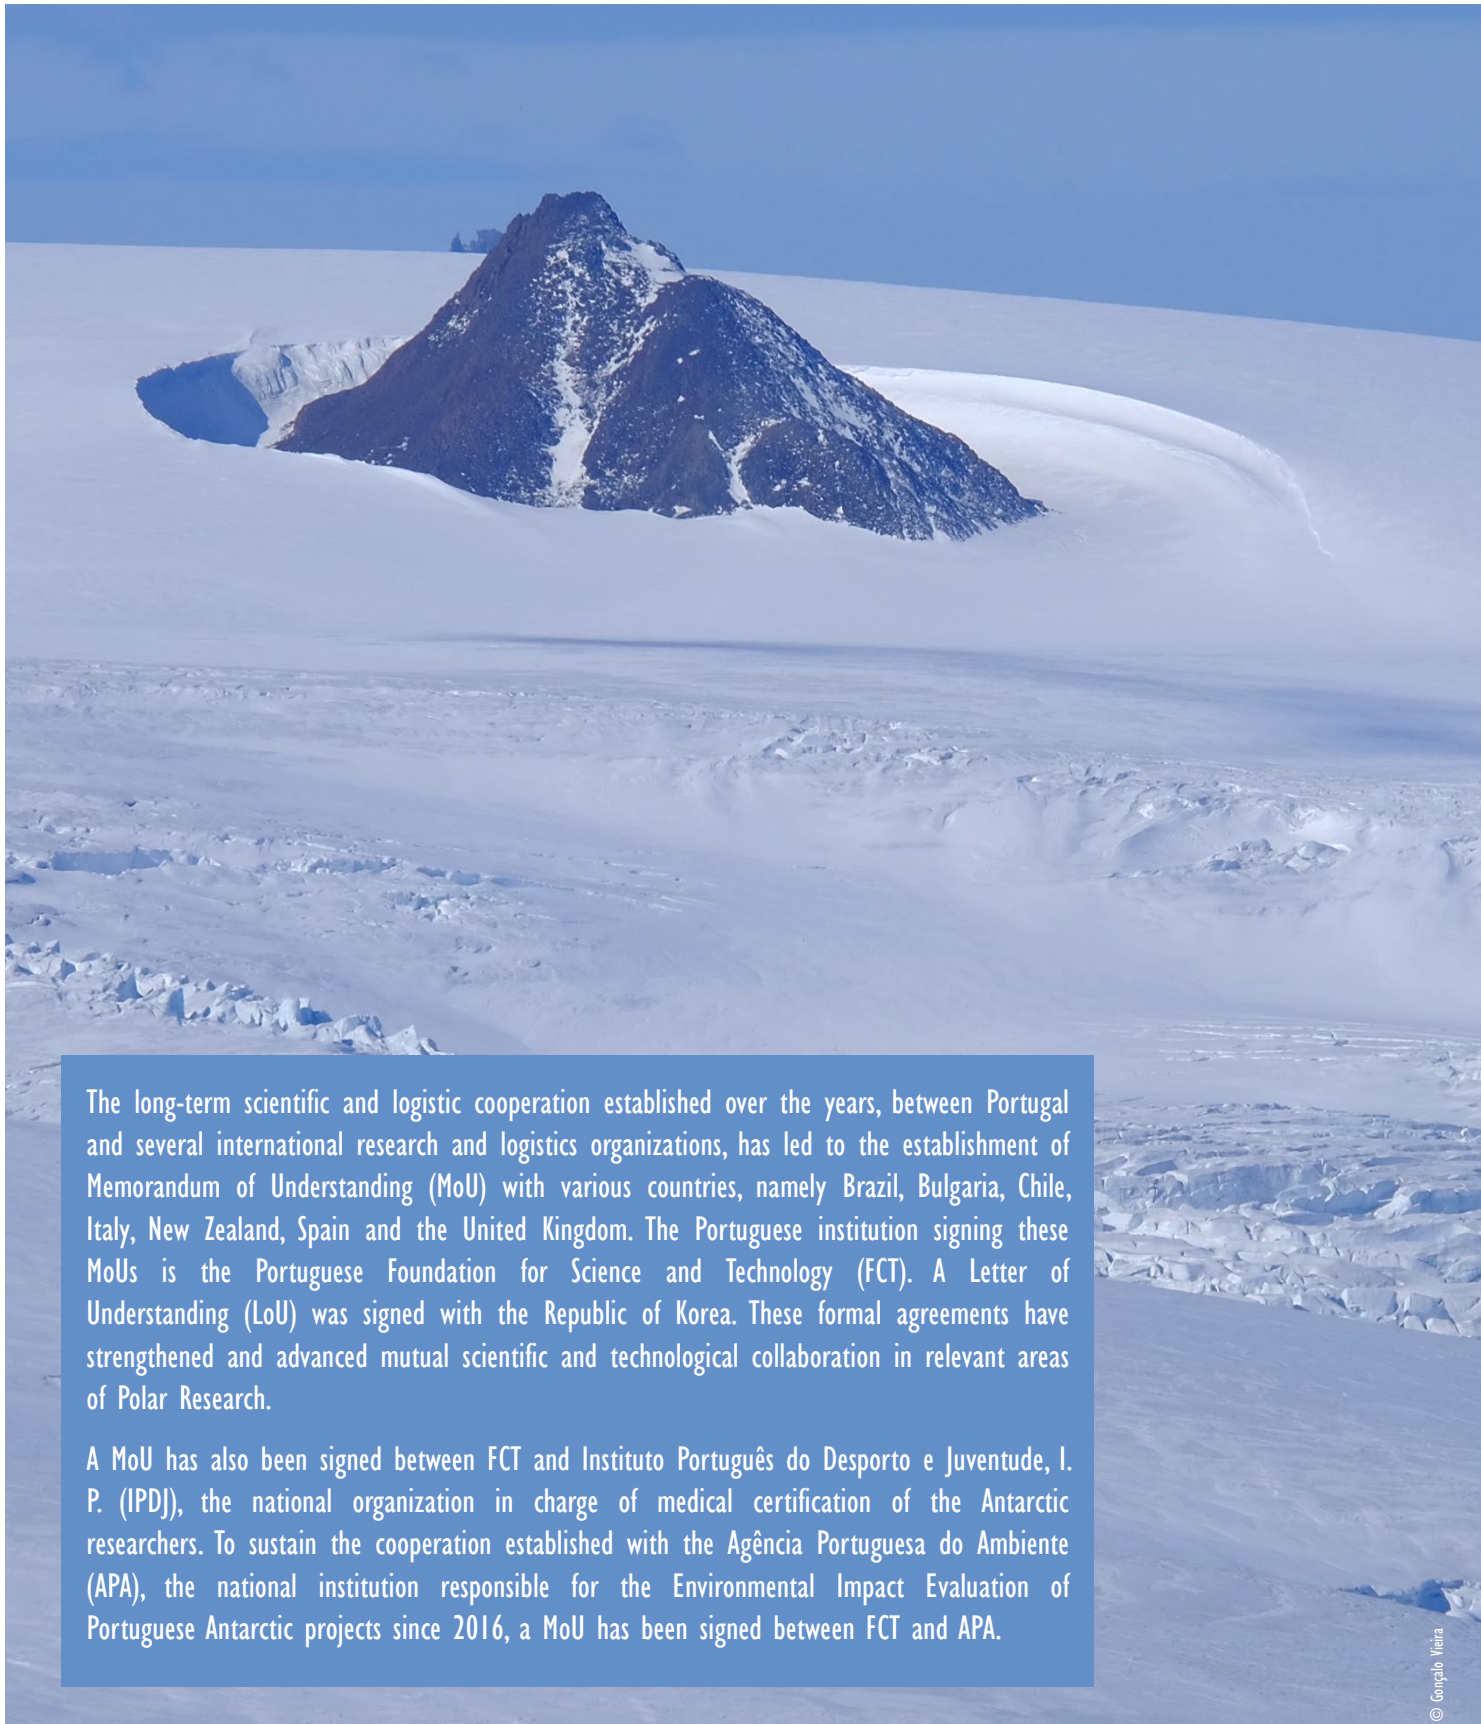 The long-term scientific and logistic cooperation established over the years, between Portugal
and several international research and logistics organizations, has led to the establishment of
Memorandum of Understanding (MoU) with various countries, namely Brazil, Bulgaria, Chile,
Italy, New Zealand, Spain and the United Kingdom. The Portuguese institution signing these
MoUs is the Portuguese Foundation for Science and Technology (FCT). A Letter of
Understanding (LoU) was signed with the Republic of Korea. These formal agreements have
strengthened and advanced mutual scientific and technological collaboration in relevant areas
of Polar Research.
A MoU has also been signed between FCT and Instituto Português do Desporto e Juventude, I.
P. (IPDJ), the national organization in charge of medical certification of the Antarctic
researchers. To sustain the cooperation established with the Agência Portuguesa do Ambiente
(APA), the national institution responsible for the Environmental Impact Evaluation of
Portuguese Antarctic projects since 2016, a MoU has been signed between FCT and APA.
© Gonçalo Vieira